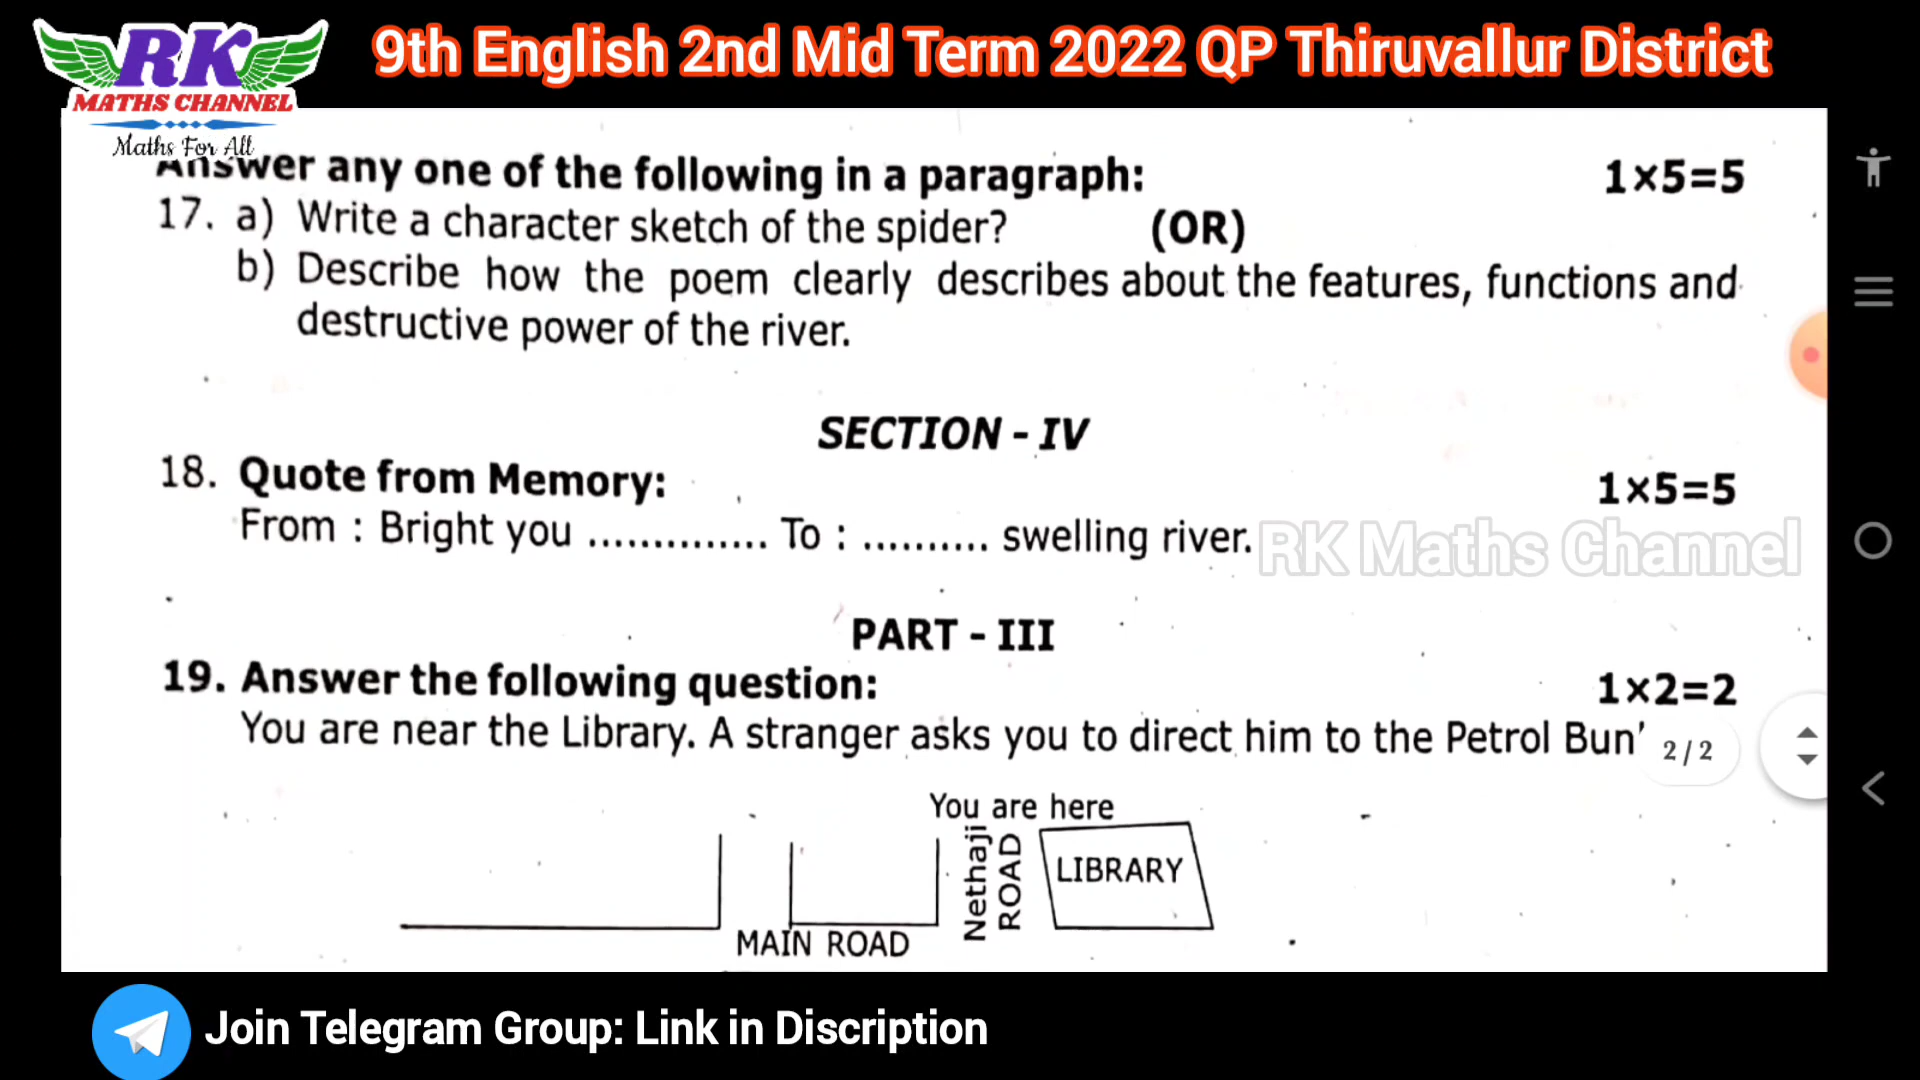 RK
MATHS CHANNEL
Maths For All
9th English 2nd Mid Term 2022 QP Thiruvallur District
Answer any one of the following in a paragraph: 1×5=5
17. a) Write a character sketch of the spider? (OR)
b) Describe how the poem clearly describes about the features, functions and
destructive power of the river.
SECTION - IV
18. Quote from Memory: 1×5=5
From : Bright you .............. To : .......... swelling river.
RK Maths Channel
PART - III
19. Answer the following question: 1×2=2
You are near the Library. A stranger asks you to direct him to the Petrol Bun
2/2
You are here
Nethaji
ROAD
LIBRARY
MAIN ROAD
Join Telegram Group: Link in Discription